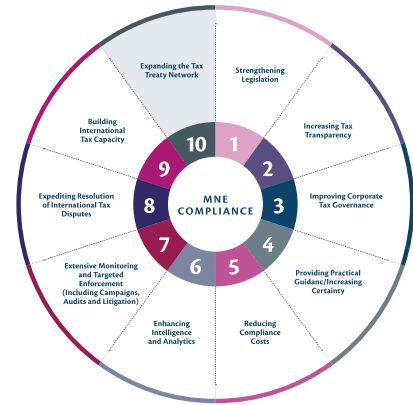 Expanding the Tax
Treaty Network
Strengthening
Legislation
Building
International
Tax Capacity
Increasing Tax
Transparency
10
1
9
2
Expediting Resolution
of International Tax
Disputes
8
MNE
COMPLIANCE
3
Improving Corporate
Tax Governance
7
4
6
5
Extensive Monitoring
and Targeted
Enforcement
(Including Campaigns,
Audits and Litigation)
Providing Practical
Guidanc/Increasing
Certainty
Enhancing
Intelligence
and Analytics
Reducing
Compliance
Costs